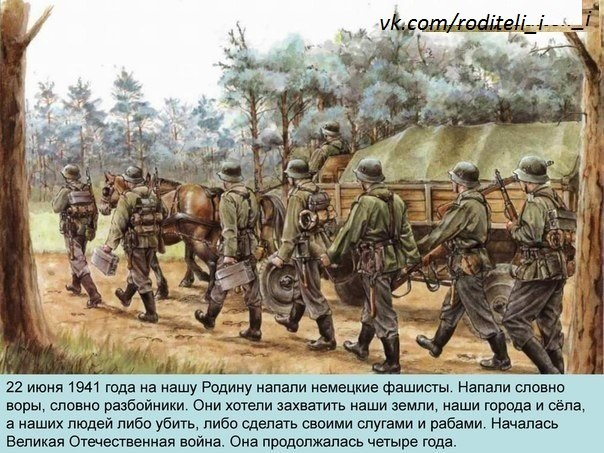 vk.com/roditeli_i
22 июня 1941 года на нашу Родину напали немецкие фашисты. Напали словно
воры, словно разбойники. Они хотели захватить наши земли, наши города и сёла,
а наших людей либо убить, либо сделать своими слугами и рабами. Началась
Великая Отечественная война. Она продолжалась четыре года.